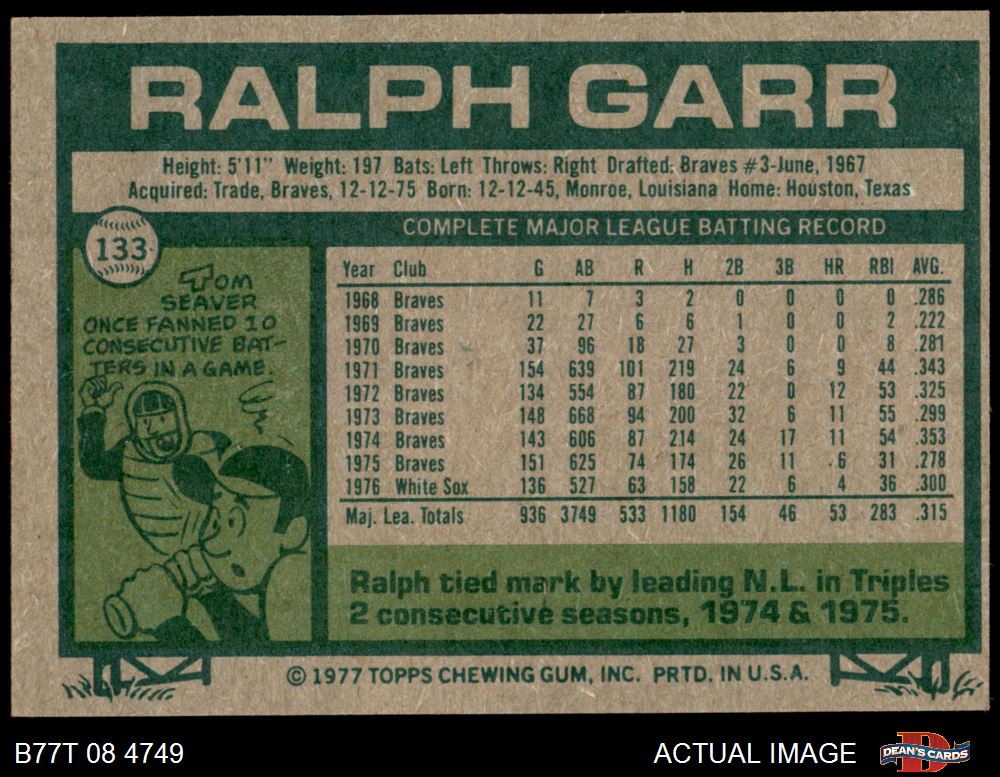 RALPH GARR
Height: 5'11" Weight: 197 Bats: Left Throws: Right Drafted: Braves #3-June, 1967
Acquired: Trade, Braves, 12-12-75 Born: 12-12-45, Monroe, Louisiana Home: Houston, Texas
133
TOM
SEAVER
ONCE FANNED 10
CONSECUTIVE BAT-
TERS IN A GAME.
COMPLETE MAJOR LEAGUE BATTING RECORD
Year Club G AB R H 2B 3B HR RBI AVG.
1968 Braves 11 7 3 2 0 0 0 0 .286
1969 Braves 22 27 6 6 1 0 0 2 .222
1970 Braves 37 96 18 27 3 0 0 8 .281
1971 Braves 154 639 101 219 24 6 9 44 .343
1972 Braves 134 554 87 180 22 0 12 53 .325
1973 Braves 148 668 94 200 32 6 11 55 .299
1974 Braves 143 606 87 214 24 17 11 54 .353
1975 Braves 151 625 74 174 26 11 6 31 .278
1976 White Sox 136 527 63 158 22 6 4 36 .300
Maj. Lea. Totals 936 3749 533 1180 154 46 53 283 .315
Ralph tied mark by leading N.L. in Triples
2 consecutive seasons, 1974 & 1975.
© 1977 TOPPS CHEWING GUM, INC. PRTD. IN U.S.A.
B77T 08 4749
ACTUAL IMAGE
DEAN'S CARDS